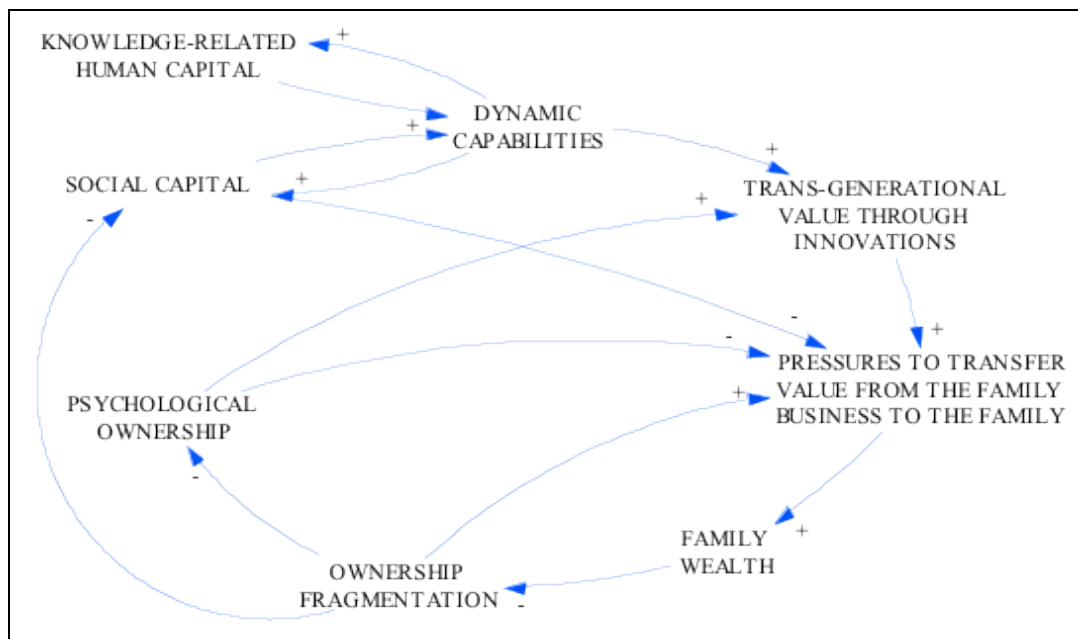 +
KNOWLEDGE-RELATED
HUMAN CAPITAL
DYNAMIC
CAPABILITIES
+
+
SOCIAL CAPITAL
+
-
+
TRANS-GENERATIONAL
VALUE THROUGH
INNOVATIONS
-
+
-
PRESSURES TO TRANSFER
VALUE FROM THE FAMILY
BUSINESS TO THE FAMILY
+
PSYCHOLOGICAL
OWNERSHIP
-
FAMILY
WEALTH
+
OWNERSHIP
FRAGMENTATION
-